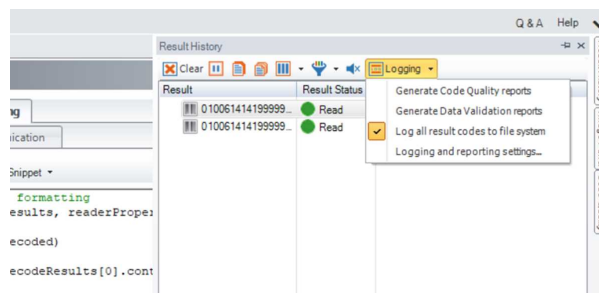 Q & A Help
Result History
Clear
Logging
Result Result Status
010061414199999... Read
010061414199999... Read
Generate Code Quality reports
Generate Data Validation reports
Log all result codes to file system
Logging and reporting settings...
Snippet
formatting
esults, readerProper
ecoded)
ecodeResults[0].cont